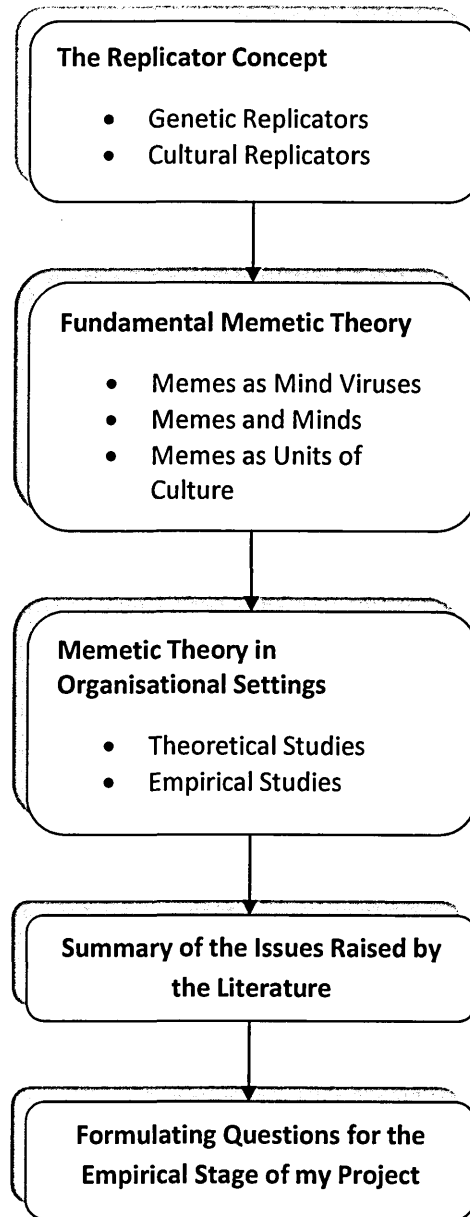 The Replicator Concept
• Genetic Replicators
• Cultural Replicators
Fundamental Memetic Theory
• Memes as Mind Viruses
• Memes and Minds
• Memes as Units of
Culture
Memetic Theory in
Organisational Settings
• Theoretical Studies
• Empirical Studies
Summary of the Issues Raised by
the Literature
Formulating Questions for the
Empirical Stage of my Project